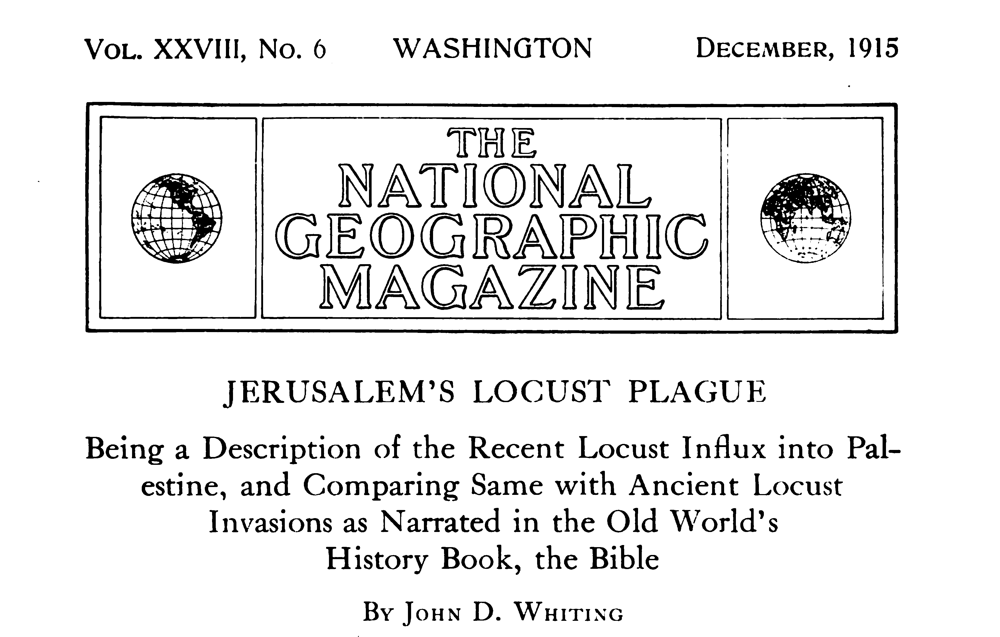 VOL. XXVIII, No. 6 WASHINGTON DECEMBER, 1915
THE
NATIONAL
GEOGRAPHIC
MAGAZINE
JERUSALEM'S LOCUST PLAGUE
Being a Description of the Recent Locust Influx into Pal-
estine, and Comparing Same with Ancient Locust
Invasions as Narrated in the Old World's
History Book, the Bible
BY JOHN D. WHITING